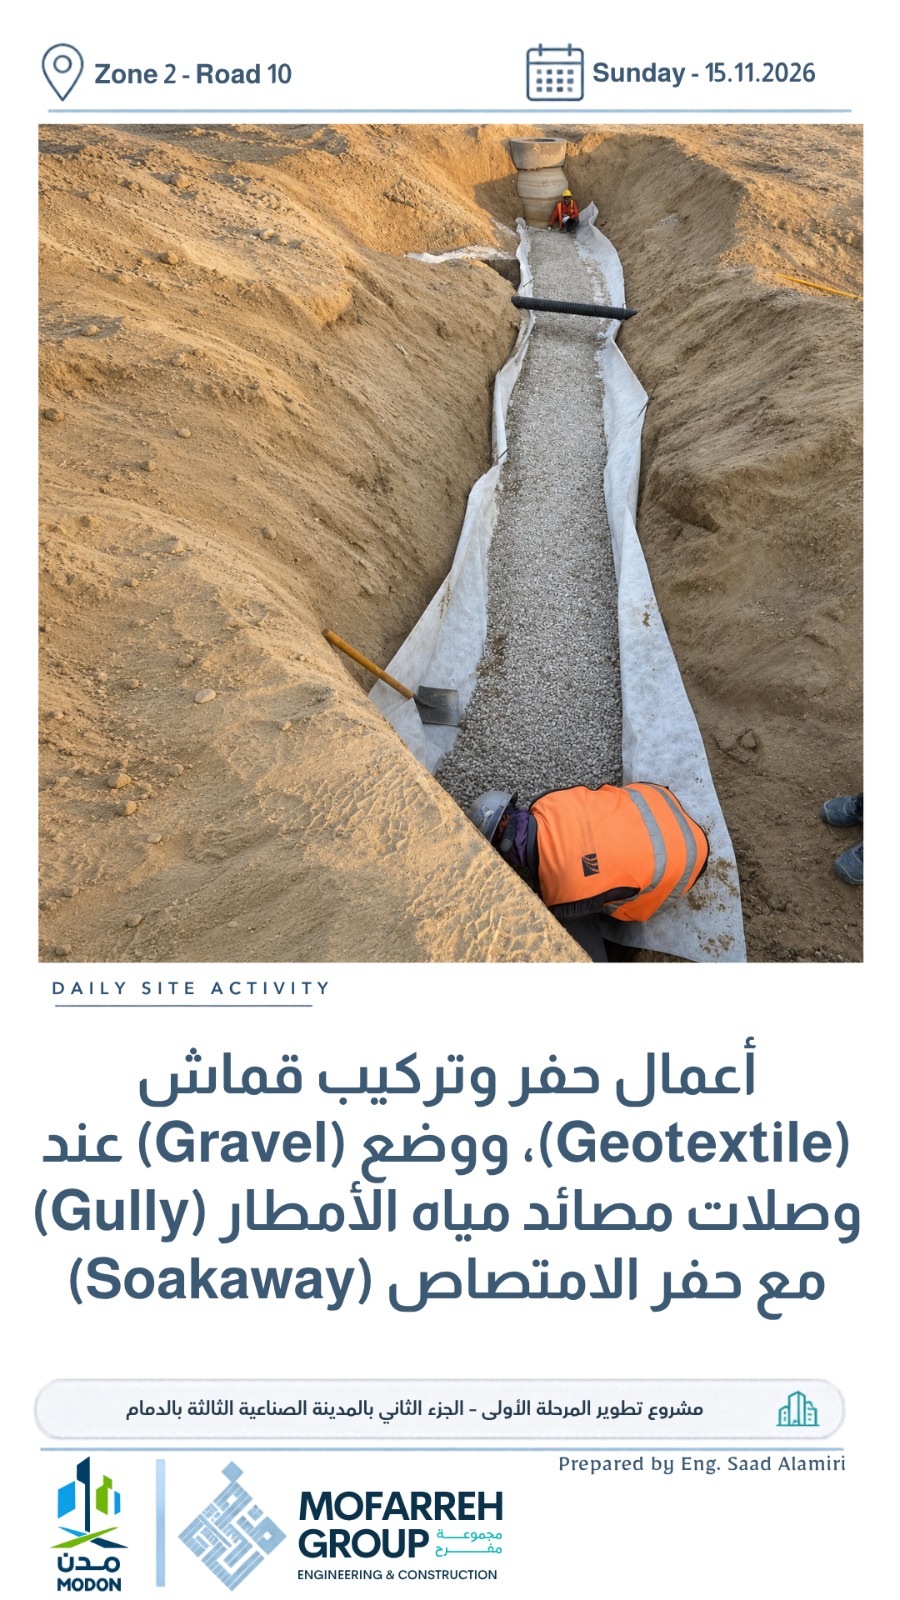 Zone 2 - Road 10
Sunday - 15.11.2026
DAILY SITE ACTIVITY
أعمال حفر وتركيب قماش
(Geotextile)، ووضع (Gravel) عند
وصلات مصائد مياه الأمطار (Gully)
مع حفر الامتصاص (Soakaway)
مشروع تطوير المرحلة الأولى - الجزء الثاني بالمدينة الصناعية الثالثة بالدمام
Prepared by Eng. Saad Alamiri
مدن
MODON
MOFARREH
GROUP
مجموعة
مفرح
ENGINEERING & CONSTRUCTION